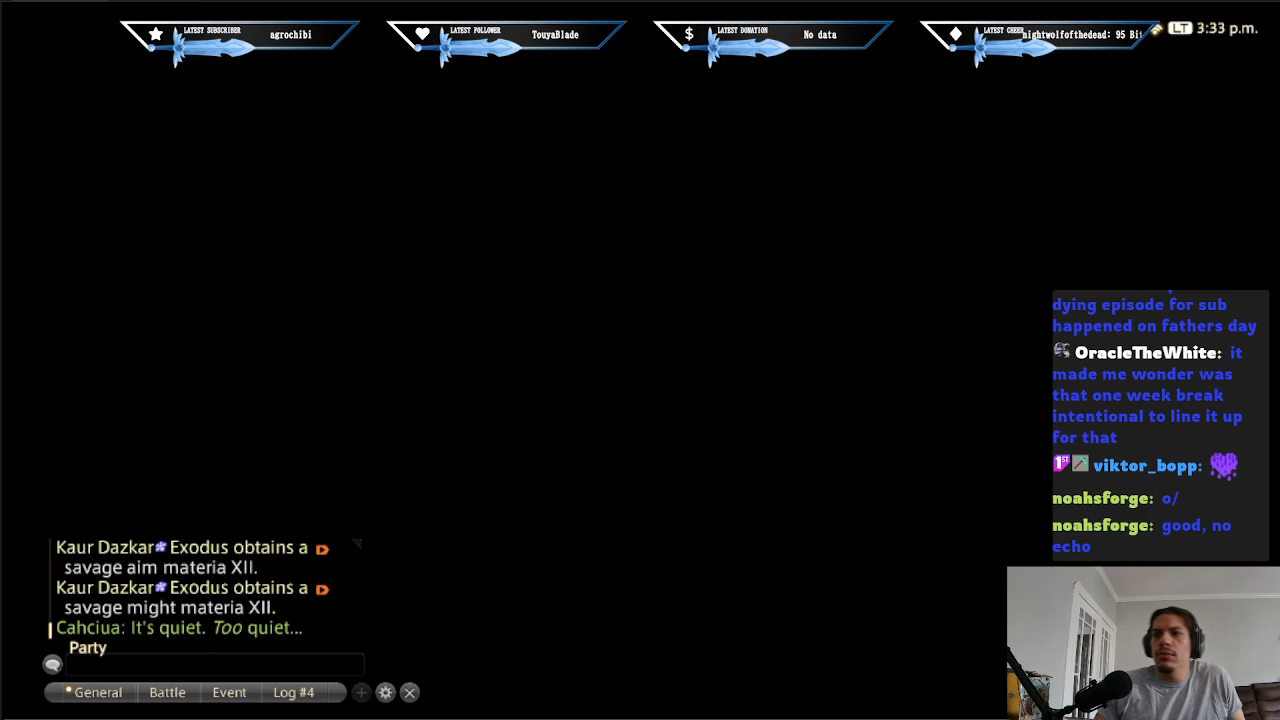 LATEST SUBSCRIBER
agrochibi
LATEST FOLLOWER
TouyaBlade
LATEST DONATION
No data
LATEST CHEER
nightwolfofthedead: 95 Bi
LT 3:33 p.m.
dying episode for sub
happened on fathers day
OracleTheWhite: it
made me wonder was
that one week break
intentional to line it up
for that
1ST viktor_bopp:
noahsforge: o/
noahsforge: good, no
echo
Kaur Dazkar Exodus obtains a
savage aim materia XII.
Kaur Dazkar Exodus obtains a
savage might materia XII.
Cahciua: It's quiet. Too quiet...
Party
General Battle Event Log #4